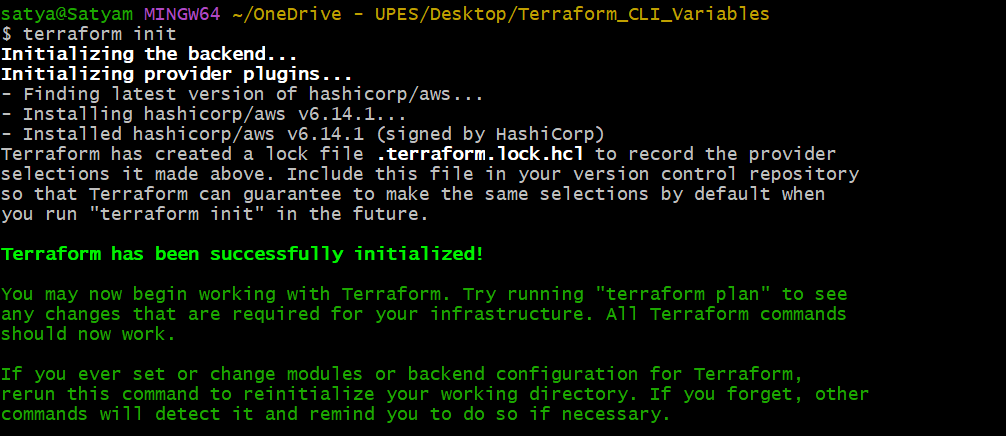 satya@Satyam MINGW64 ~/OneDrive - UPES/Desktop/Terraform_CLI_Variables
$ terraform init
Initializing the backend...
Initializing provider plugins...
- Finding latest version of hashicorp/aws...
- Installing hashicorp/aws v6.14.1...
- Installed hashicorp/aws v6.14.1 (signed by HashiCorp)
Terraform has created a lock file .terraform.lock.hcl to record the provider
selections it made above. Include this file in your version control repository
so that Terraform can guarantee to make the same selections by default when
you run "terraform init" in the future.
Terraform has been successfully initialized!
You may now begin working with Terraform. Try running "terraform plan" to see
any changes that are required for your infrastructure. All Terraform commands
should now work.
If you ever set or change modules or backend configuration for Terraform,
rerun this command to reinitialize your working directory. If you forget, other
commands will detect it and remind you to do so if necessary.